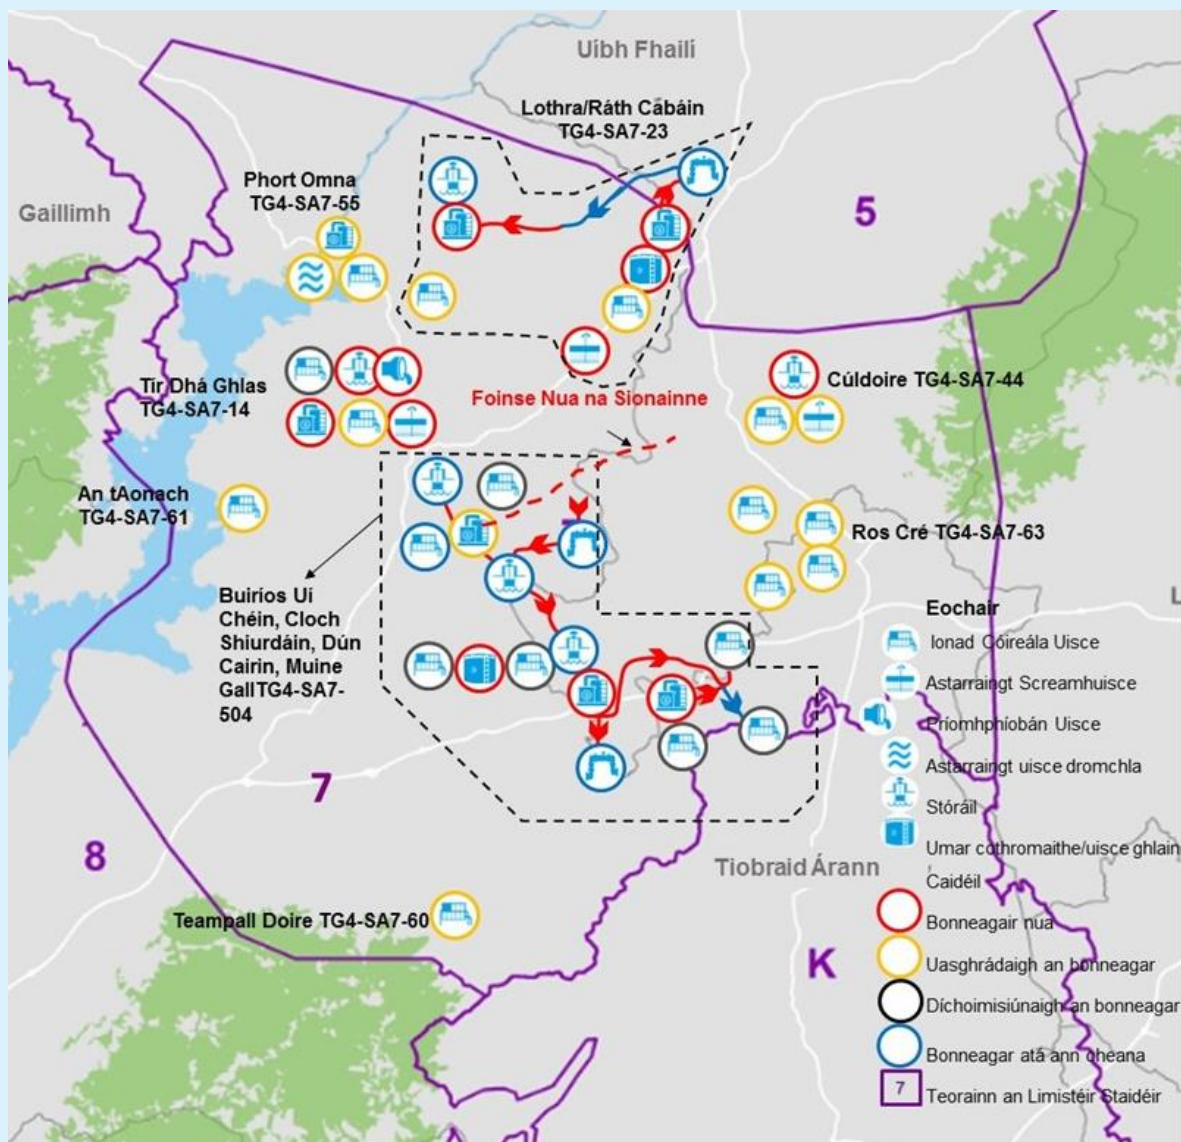 Uíbh Fhailí
Lothra/Ráth Cabáin
TG4-SA7-23
Phort Omna
TG4-SA7-55
Gaillimh
5
Tír Dhá Ghlas
TG4-SA7-14
Cúldoire TG4-SA7-44
Foinse Nua na Sionainne
An tAonach
TG4-SA7-61
Ros Cré TG4-SA7-63
Buiríos Uí
Chéin, Cloch
Shiurdáin, Dún
Cairin, Muine
GallTG4-SA7-
504
L
7
8
Tiobraid Árann
Teampall Doire TG4-SA7-60
K
Eochair
Ionad Cóireála Uisce
Astarraingt Screamhuisce
Príomhphíobán Uisce
Astarraingt uisce dromchla
Stóráil
Umar cothromaithe/uisce ghlain
Caidéil
Bonneagair nua
Uasghrádaigh an bonneagar
Díchoimisiúnaigh an bonneagar
Bonneagar atá ann cheana
7 Teorainn an Limistéir Staidéir